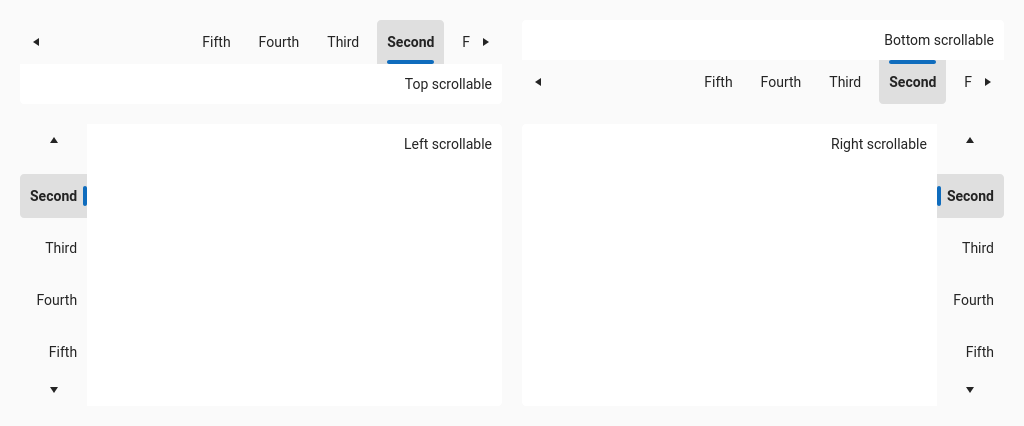 Fifth Fourth Third Second F
Top scrollable
Bottom scrollable
Fifth Fourth Third Second F
Left scrollable
Second
Third
Fourth
Fifth
Right scrollable
Second
Third
Fourth
Fifth